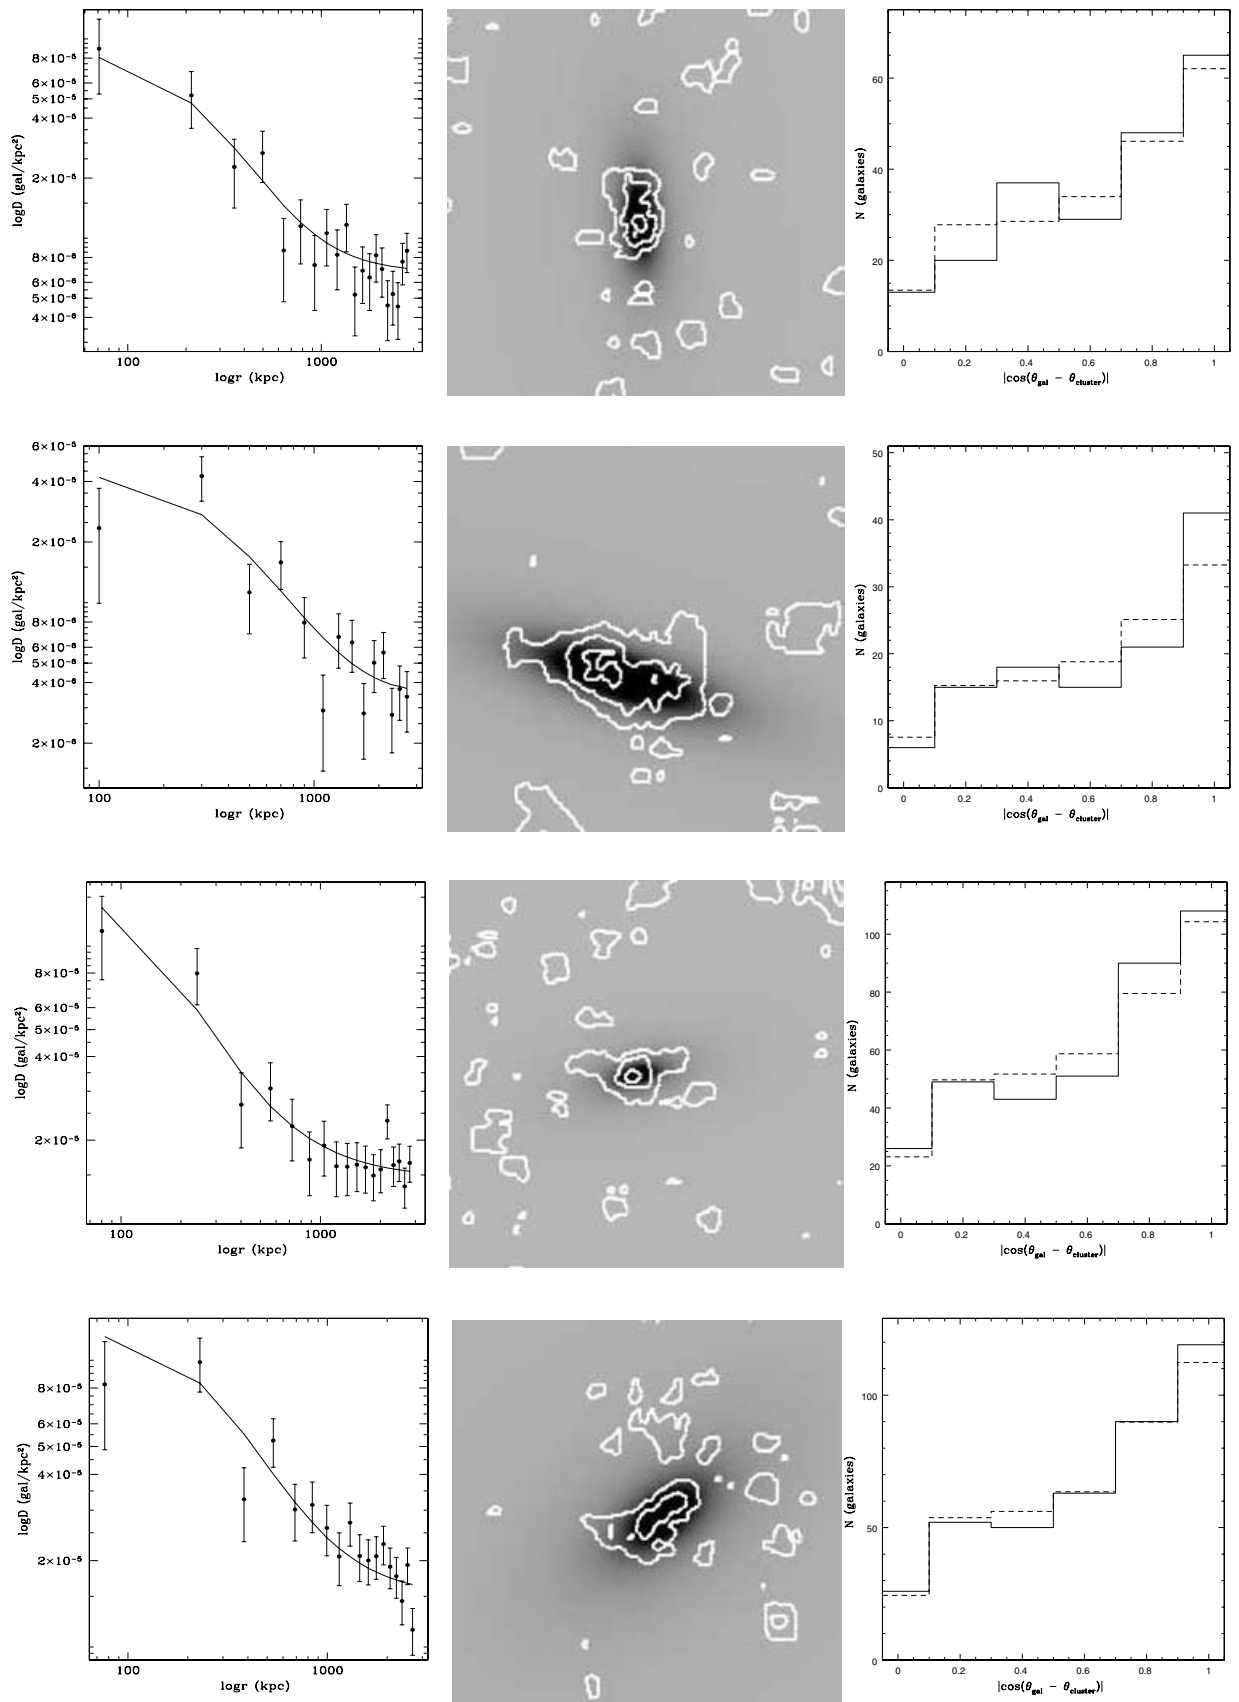 8×10⁻⁵
6×10⁻⁵
5×10⁻⁵
4×10⁻⁵
2×10⁻⁵
8×10⁻⁶
6×10⁻⁶
5×10⁻⁶
4×10⁻⁶
logD (gal/kpc²)
100 1000
logr (kpc)
60
40
20
0
N (galaxies)
0 0.2 0.4 0.6 0.8 1
|cos(θgal − θcluster)|
6×10⁻⁵
4×10⁻⁵
2×10⁻⁵
8×10⁻⁶
6×10⁻⁶
5×10⁻⁶
4×10⁻⁶
2×10⁻⁶
logD (gal/kpc²)
100 1000
logr (kpc)
50
40
30
20
10
0
N (galaxies)
0 0.2 0.4 0.6 0.8 1
|cos(θgal − θcluster)|
8×10⁻⁵
6×10⁻⁵
5×10⁻⁵
4×10⁻⁵
2×10⁻⁵
logD (gal/kpc²)
100 1000
logr (kpc)
100
80
60
40
20
0
N (galaxies)
0 0.2 0.4 0.6 0.8 1
|cos(θgal − θcluster)|
8×10⁻⁵
6×10⁻⁵
5×10⁻⁵
4×10⁻⁵
2×10⁻⁵
logD (gal/kpc²)
100 1000
logr (kpc)
100
50
0
N (galaxies)
0 0.2 0.4 0.6 0.8 1
|cos(θgal − θcluster)|